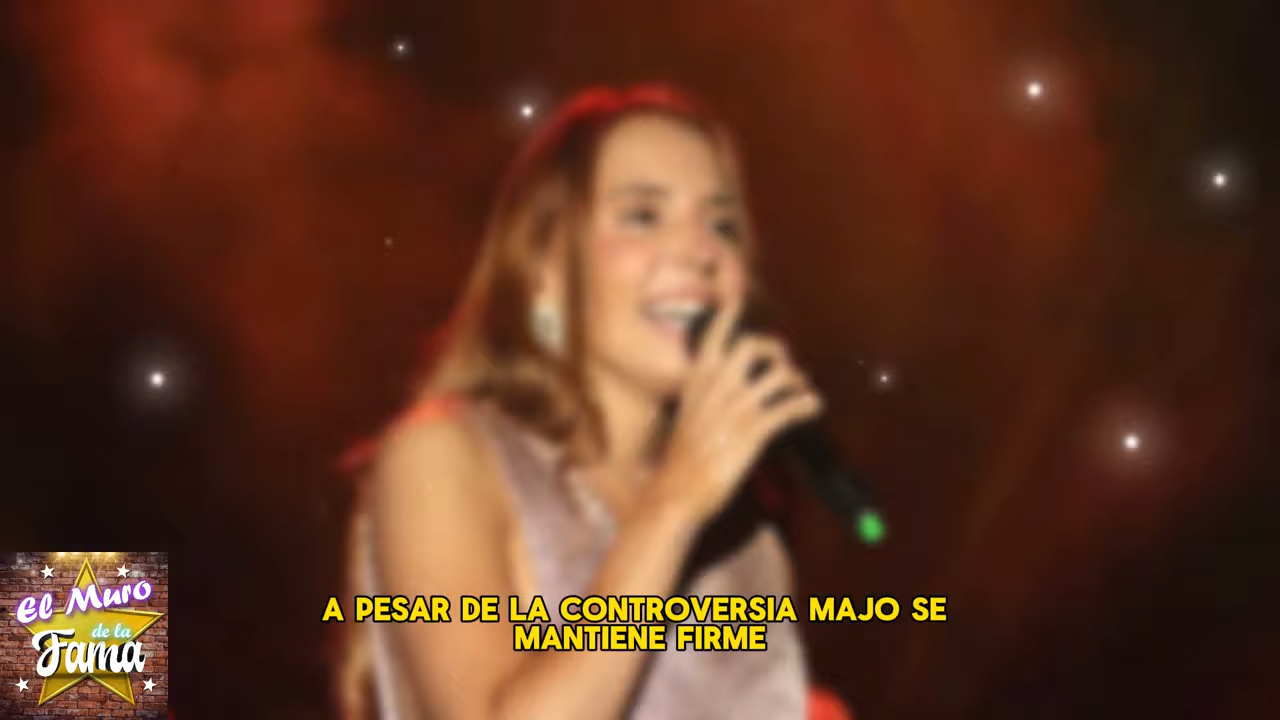 A PESAR DE LA CONTROVERSIA MAJO SE
MANTIENE FIRME
El Muro
de la
Fama